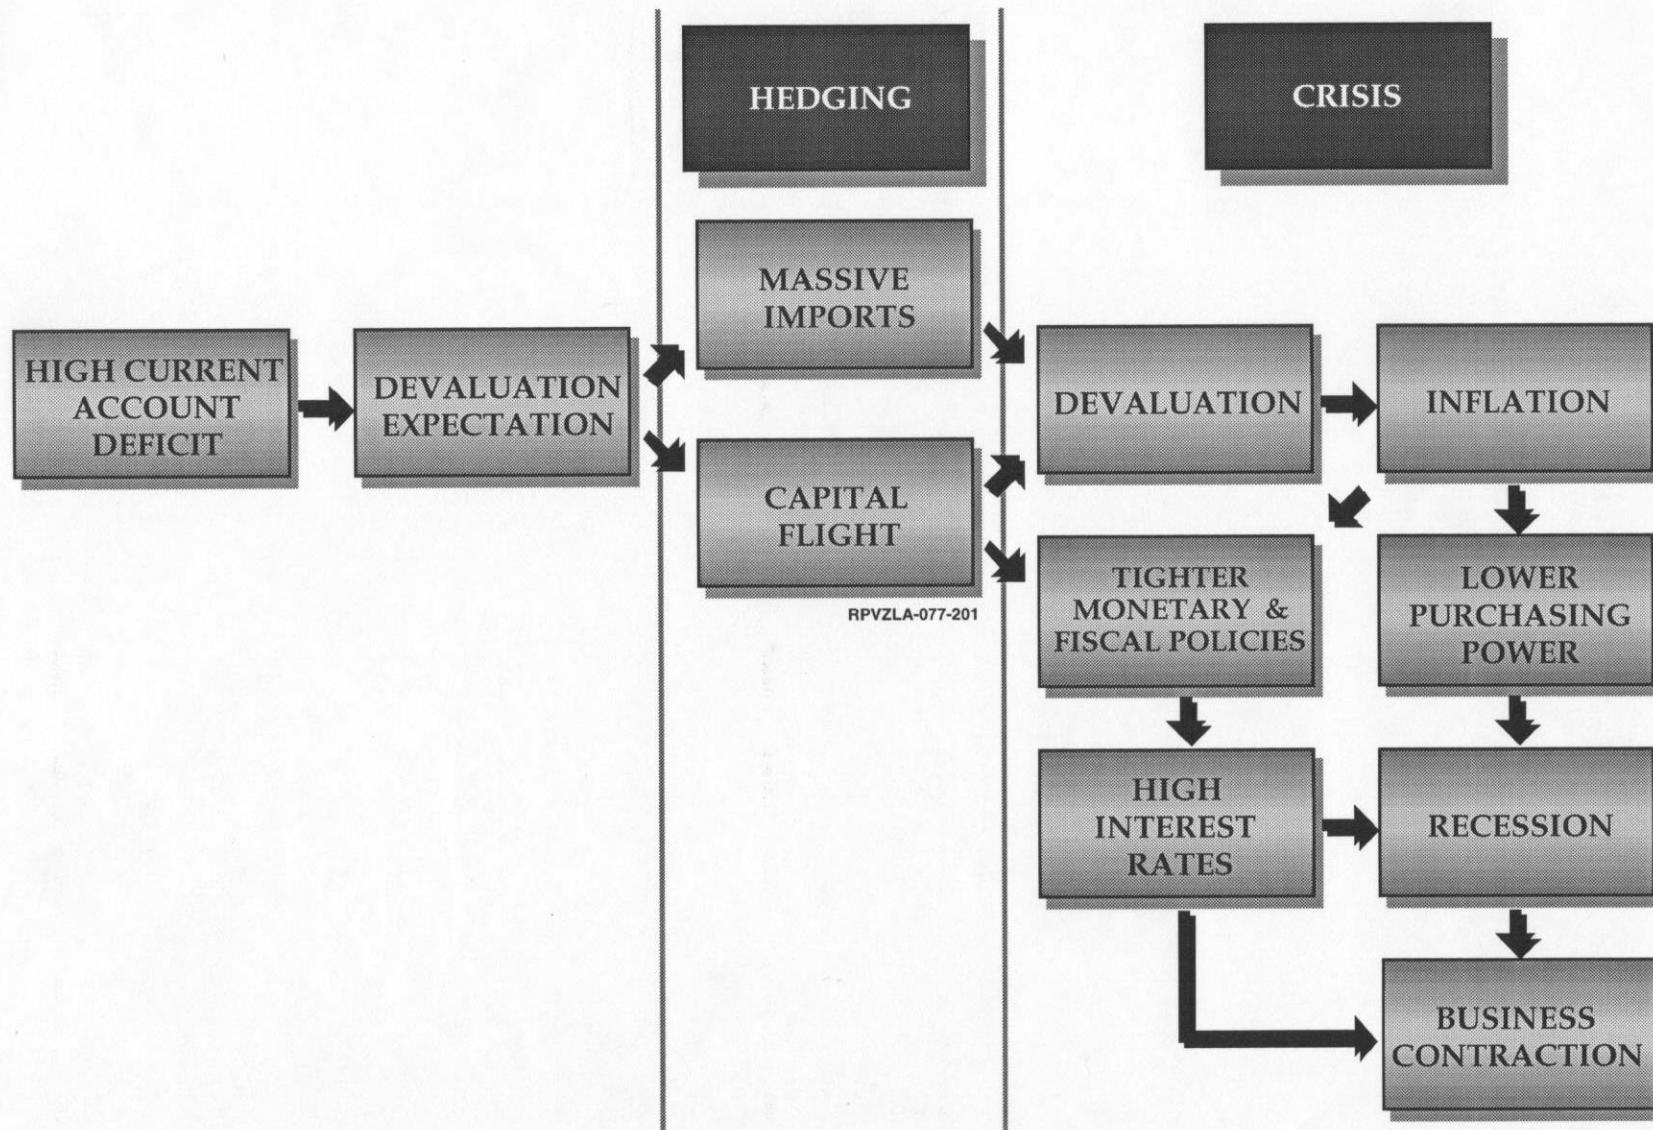 HEDGING
CRISIS
MASSIVE
IMPORTS
HIGH CURRENT
ACCOUNT
DEFICIT
DEVALUATION
EXPECTATION
DEVALUATION
INFLATION
CAPITAL
FLIGHT
RPVZLA-077-201
TIGHTER
MONETARY &
FISCAL POLICIES
LOWER
PURCHASING
POWER
HIGH
INTEREST
RATES
RECESSION
BUSINESS
CONTRACTION